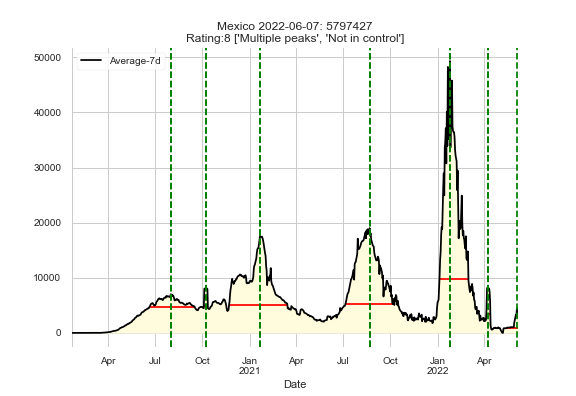 Mexico 2022-06-07: 5797427
Rating:8 ['Multiple peaks', 'Not in control']
Average-7d
50000
40000
30000
20000
10000
0
Apr Jul Oct Jan Apr Jul Oct Jan Apr
2021 2022
Date